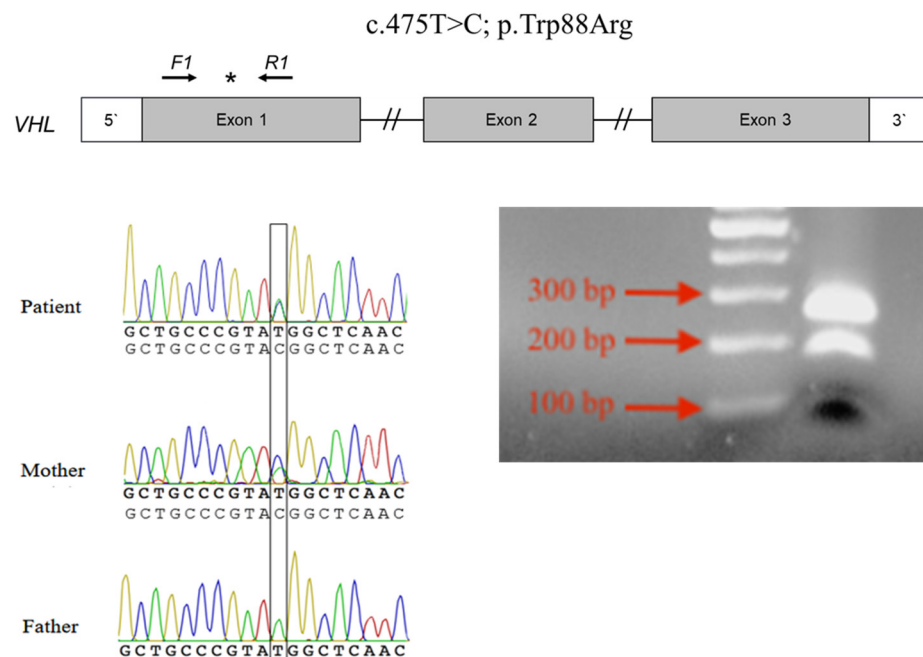 c.475T>C; p.Trp88Arg
F1 * R1
VHL 5` Exon 1 Exon 2 Exon 3 3`
Patient
GCTGCCCGTATGGCTCAAC
GCTGCCCGTACGGCTCAAC
Mother
GCTGCCCGTATGGCTCAAC
GCTGCCCGTACGGCTCAAC
Father
GCTGCCCGTATGGCTCAAC
300 bp
200 bp
100 bp